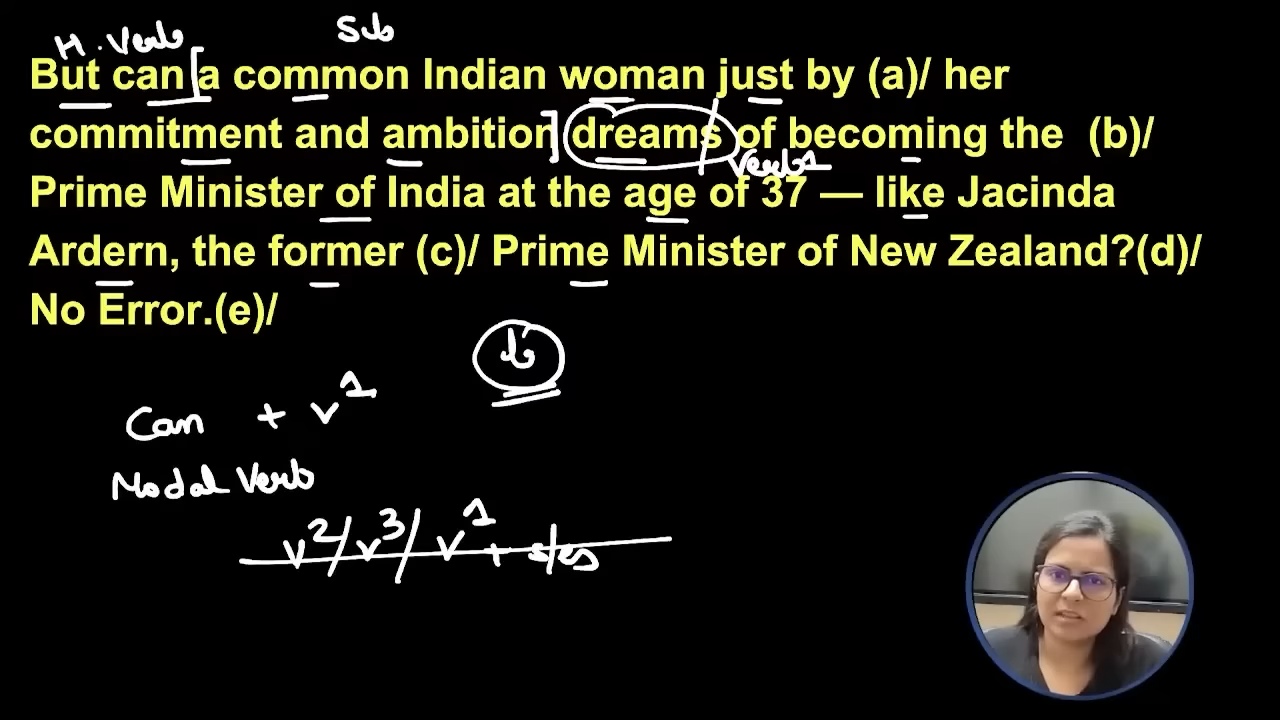 H. Verb Sub
But can a common Indian woman just by (a)/ her
commitment and ambition dreams of becoming the (b)/
Verb 1
Prime Minister of India at the age of 37 — like Jacinda
Ardern, the former (c)/ Prime Minister of New Zealand?(d)/
No Error.(e)/
b
Can + v1
Modal Verb
v2/v3/ v1 + s/es